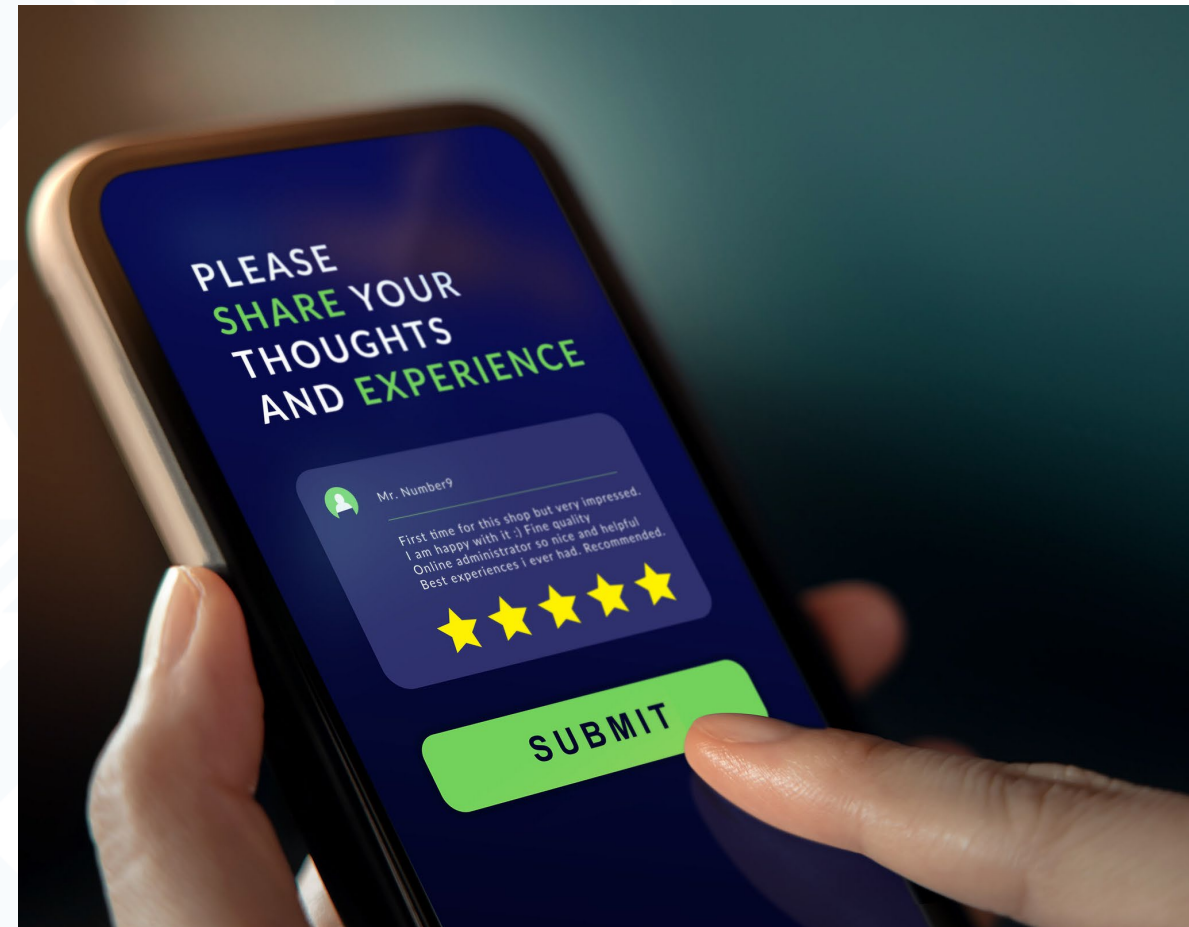 PLEASE
SHARE YOUR
THOUGHTS
AND EXPERIENCE
Mr. Number9
First time for this shop but very impressed.
I am happy with it :) Fine quality
Online administrator so nice and helpful
Best experiences i ever had. Recommended.
SUBMIT